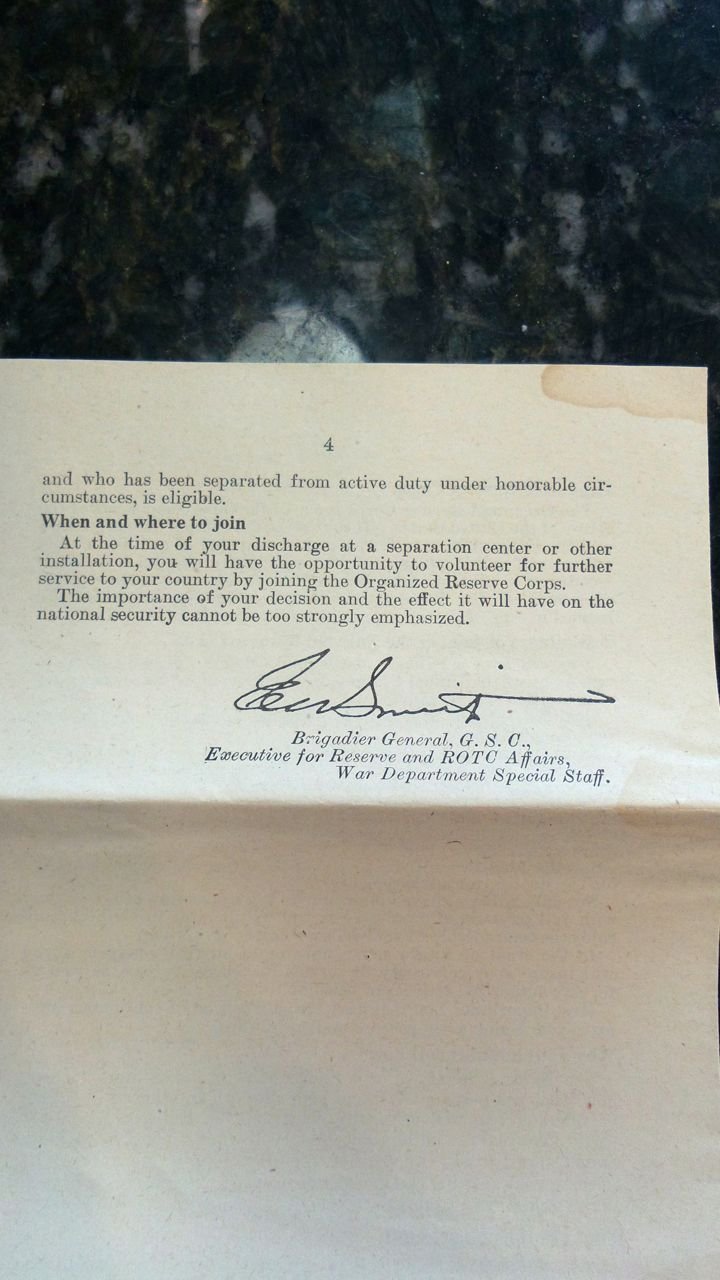 4
and who has been separated from active duty under honorable cir-
cumstances, is eligible.
When and where to join
At the time of your discharge at a separation center or other
installation, you will have the opportunity to volunteer for further
service to your country by joining the Organized Reserve Corps.
The importance of your decision and the effect it will have on the
national security cannot be too strongly emphasized.
Smith
Brigadier General, G. S. C.,
Executive for Reserve and ROTC Affairs,
War Department Special Staff.